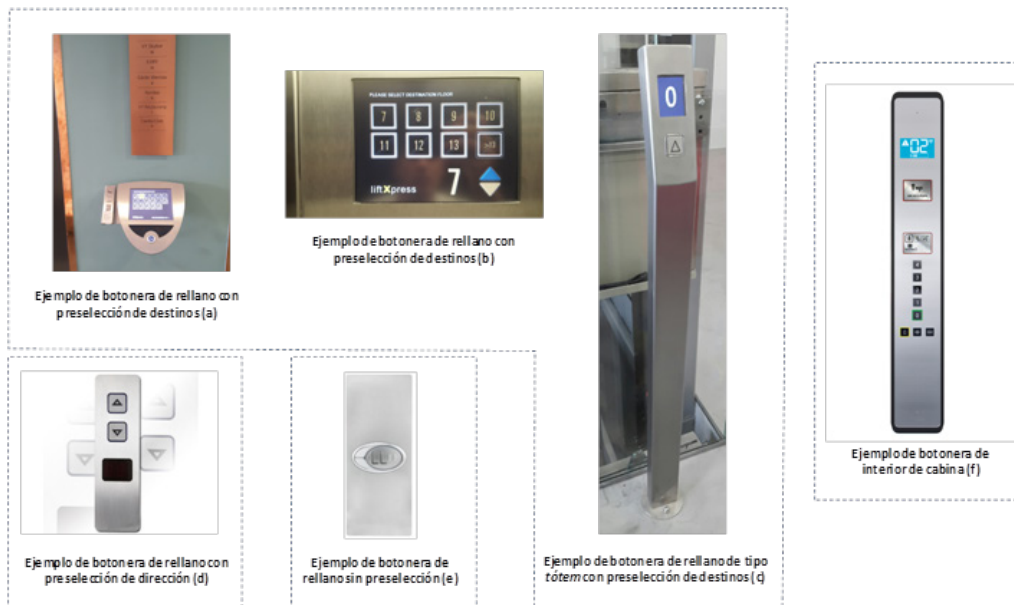 PLEASE SELECT DESTINATION FLOOR
7 8 9 10
11 12 13
7
liftXpress
0
02
Ejemplo de botonera de rellano con
preselección de destinos (a)
Ejemplo de botonera de rellano con
preselección de destinos (b)
Ejemplo de botonera de rellano de tipo
tótem con preselección de destinos (c)
Ejemplo de botonera de rellano con
preselección de dirección (d)
Ejemplo de botonera de
rellano sin preselección (e)
Ejemplo de botonera de
interior de cabina (f)